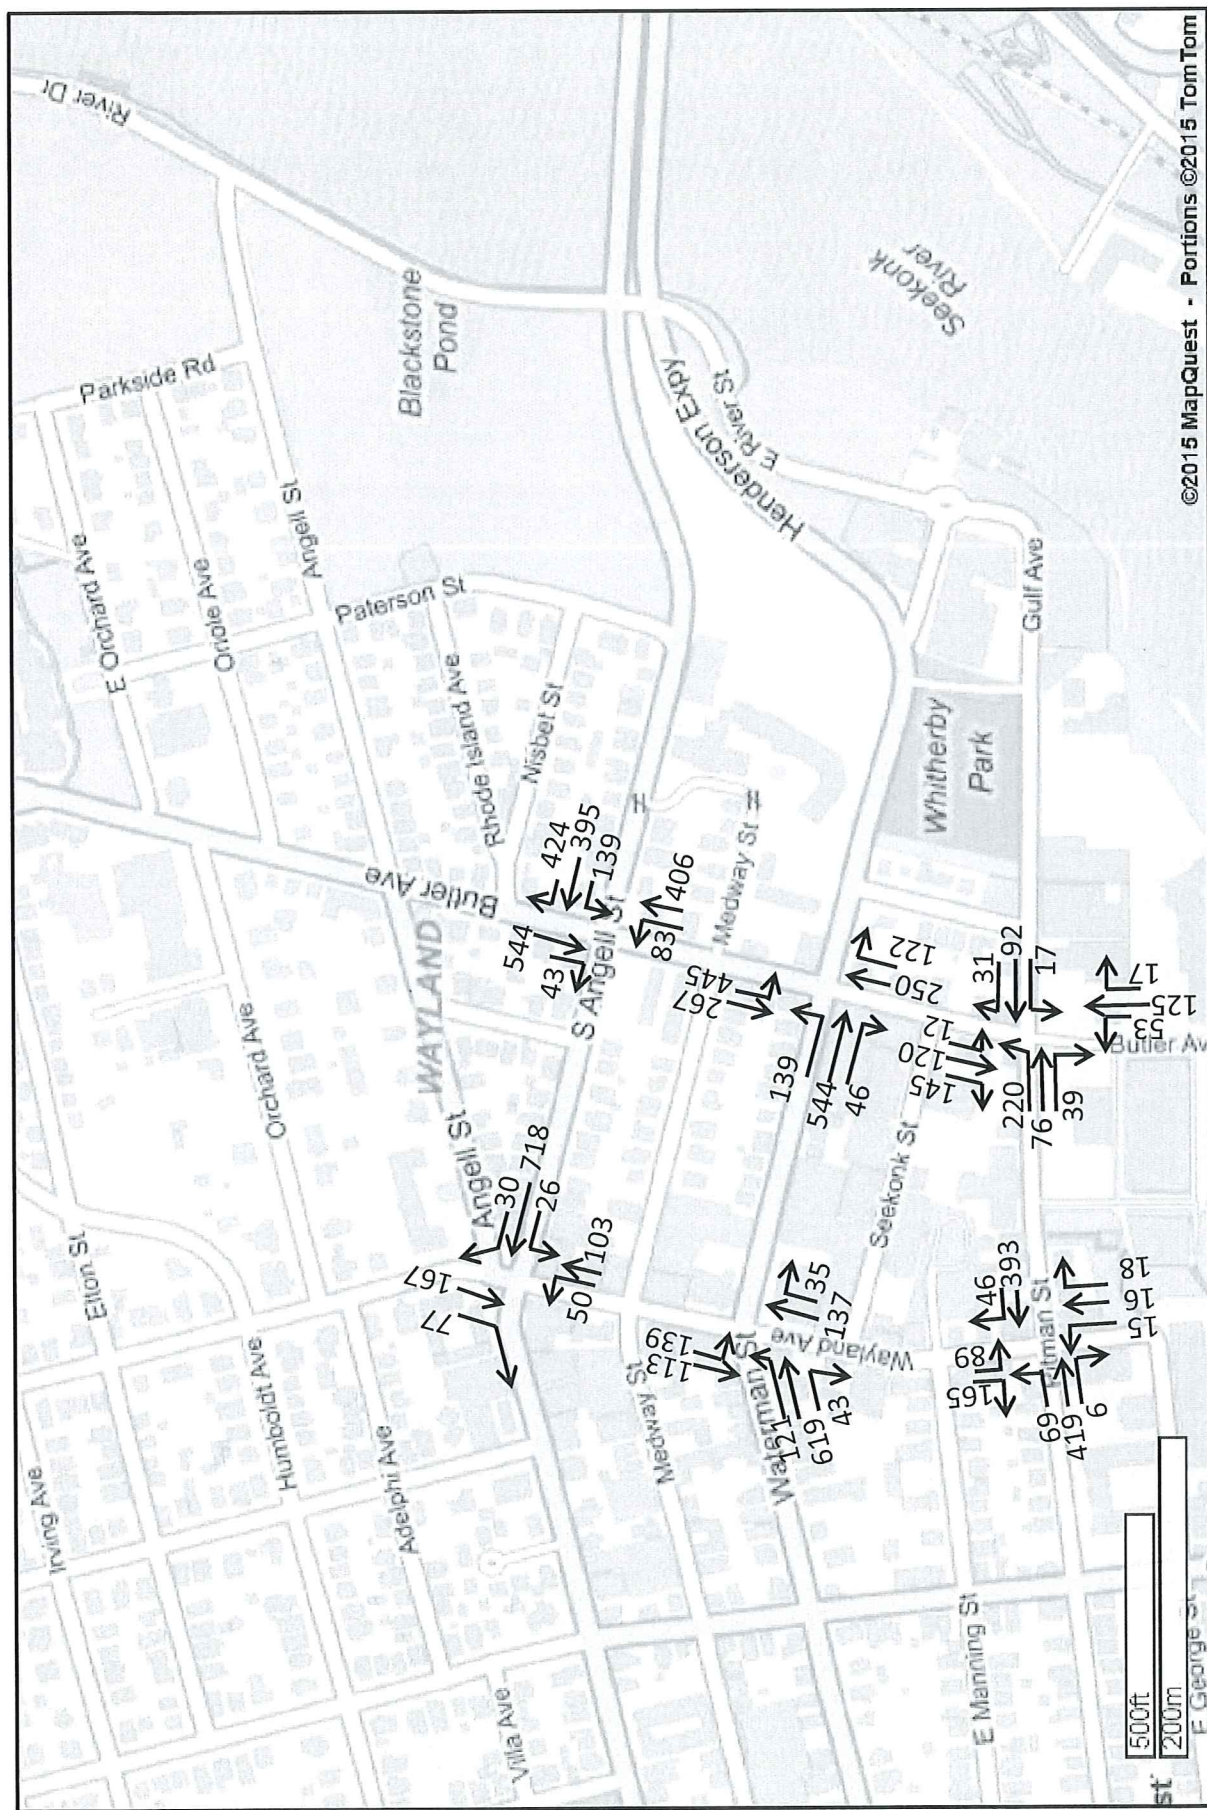 River Dr
Parkside Rd
E Orchard Ave
Oriole Ave
Angell St
Paterson St
Blackstone
Pond
Rhode Island Ave
Nisbet St
Henderson Expy
E River St
Seekonk
River
Gulf Ave
Whitherby
Park
Butler Ave
WAYLAND
544
43
424
395
139
S Angell St
83
406
H
Medway St H
445
267
122
250
31
92
17
17
125
53
Butler Av
12
120
145
139
544
46
220
76
39
Seekonk St
Orchard Ave
Angell St
Elton St
Humboldt Ave
Irving Ave
Adelphi Ave
Villa Ave
167
77
30
718
26
103
50
Medway St
139
113
35
137
Wayland Ave
Waterman St
121
619
43
46
393
89
165
Pitman St
18
16
15
69
419
6
E Manning St
E George St
500ft
200m
st
©2015 MapQuest - Portions ©2015 TomTom